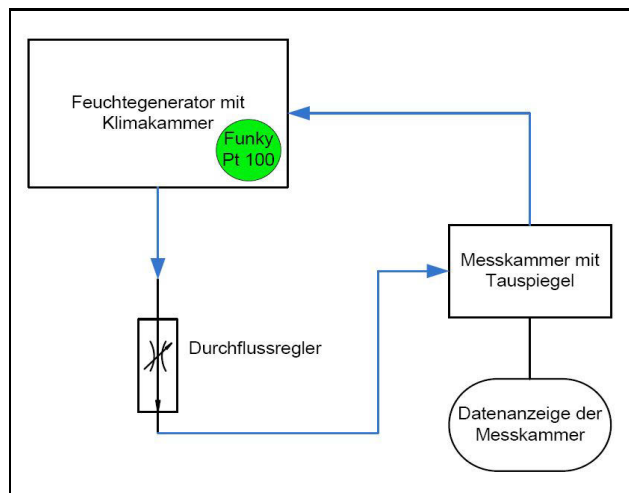 Feuchtegenerator mit
Klimakammer
Funky
Pt 100
Messkammer mit
Tauspiegel
Durchflussregler
Datenanzeige der
Messkammer